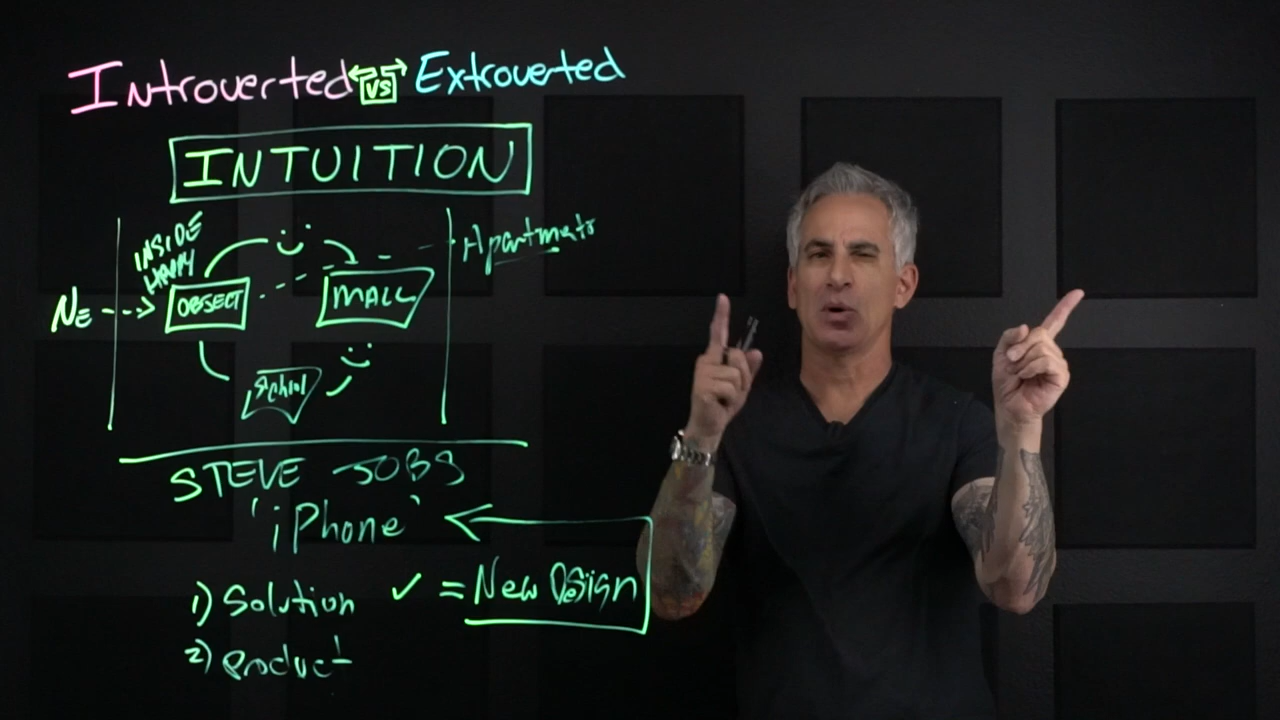 Introverted VS Extroverted
INTUITION
INSIDE
HAPPY
Apartments
NE
OBJECT
MALL
School
STEVE JOBS
'iPhone'
1) Solution ✓ = New Design
2) Product